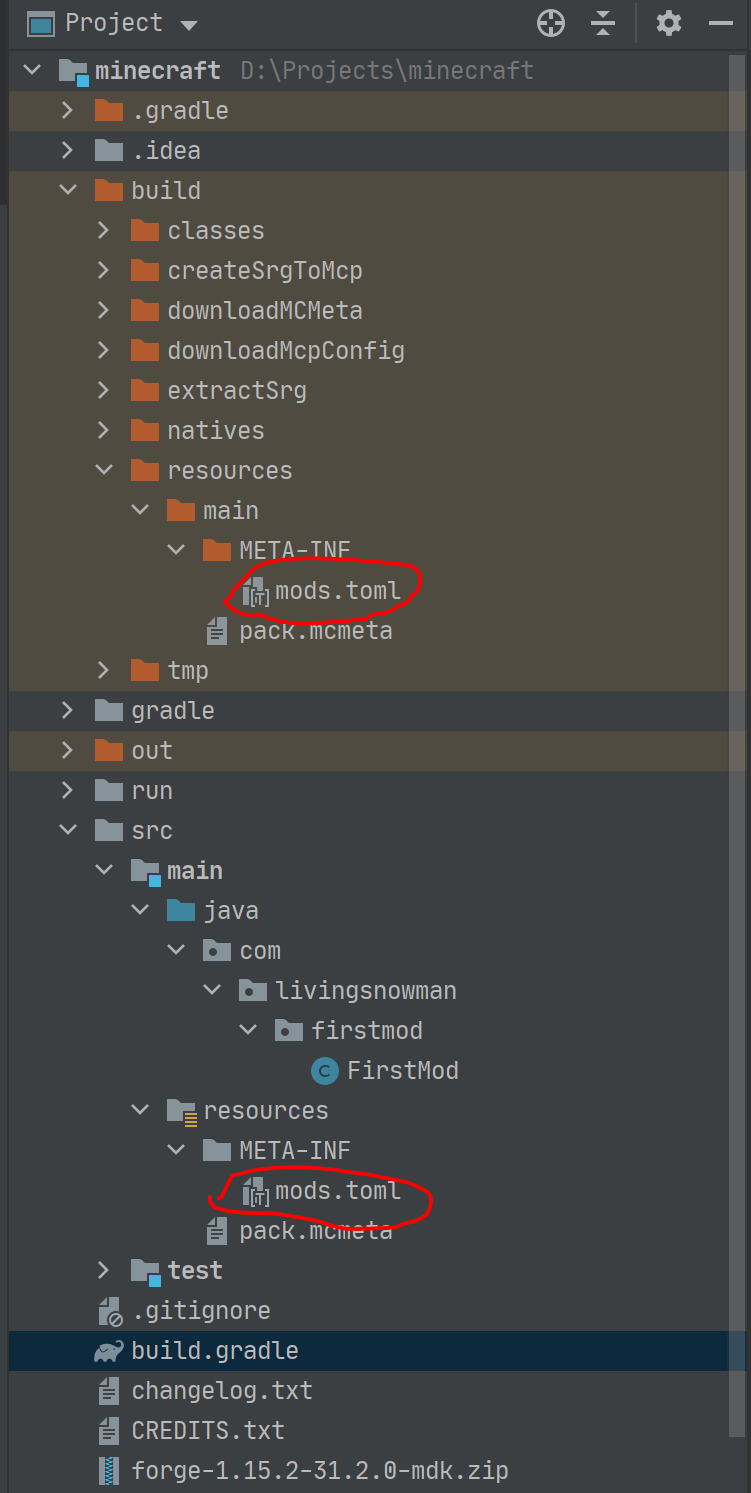 Project
minecraft D:\Projects\minecraft
.gradle
.idea
build
classes
createSrgToMcp
downloadMCMeta
downloadMcpConfig
extractSrg
natives
resources
main
META-INF
mods.toml
pack.mcmeta
tmp
gradle
out
run
src
main
java
com
livingsnowman
firstmod
FirstMod
resources
META-INF
mods.toml
pack.mcmeta
test
.gitignore
build.gradle
changelog.txt
CREDITS.txt
forge-1.15.2-31.2.0-mdk.zip